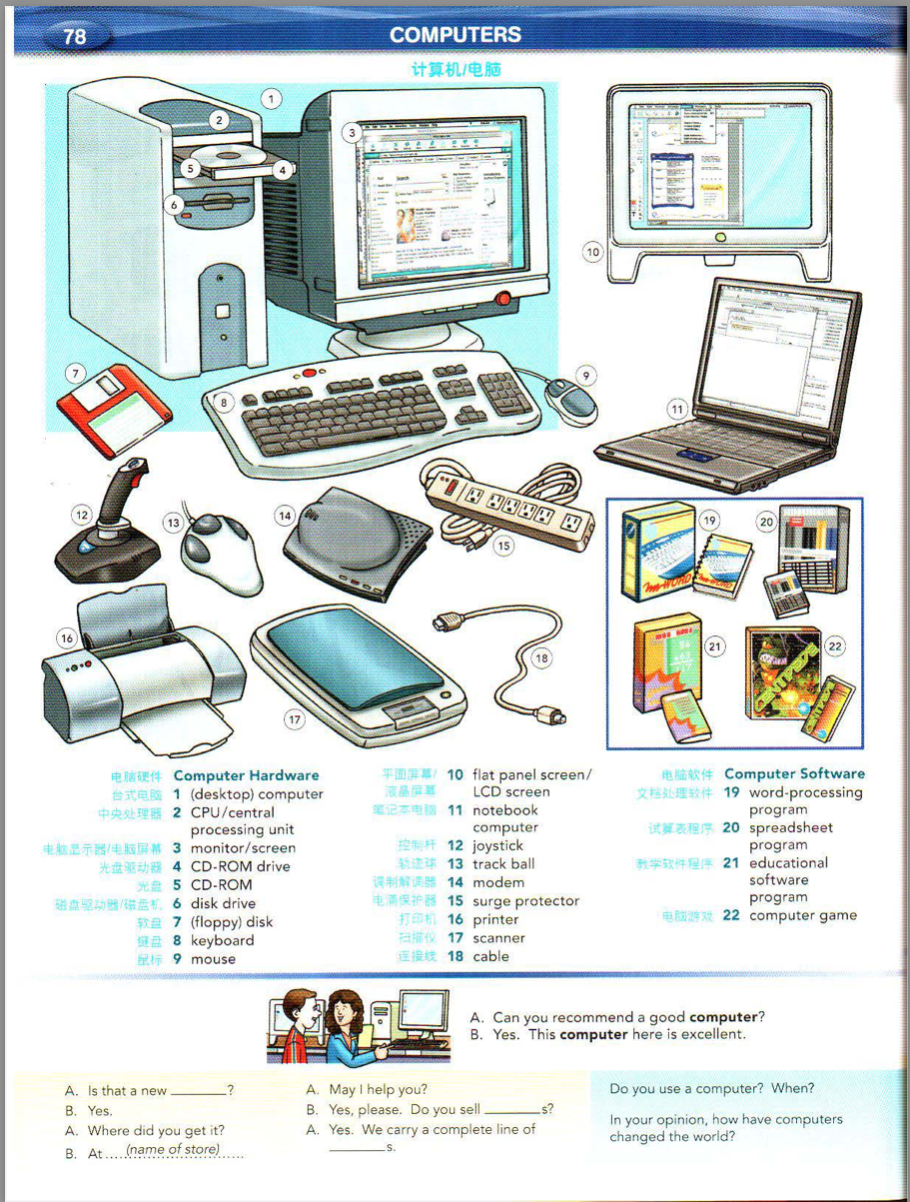 78
COMPUTERS
计算机/电脑
1
2
3
4
5
6
7
8
9
10
11
12
13
14
15
16
17
18
19
20
21
22
电脑硬件 Computer Hardware
台式电脑 1 (desktop) computer
中央处理器 2 CPU/central
processing unit
电脑显示器/电脑屏幕 3 monitor/screen
光盘驱动器 4 CD-ROM drive
光盘 5 CD-ROM
磁盘驱动器/磁盘机 6 disk drive
软盘 7 (floppy) disk
键盘 8 keyboard
鼠标 9 mouse
平面屏幕/ 10 flat panel screen/
液晶屏幕 LCD screen
笔记本电脑 11 notebook
computer
控制杆 12 joystick
轨迹球 13 track ball
调制解调器 14 modem
电涌保护器 15 surge protector
打印机 16 printer
扫描仪 17 scanner
连接线 18 cable
电脑软件 Computer Software
文档处理软件 19 word-processing
program
试算表程序 20 spreadsheet
program
教学软件程序 21 educational
software
program
电脑游戏 22 computer game
A. Can you recommend a good computer?
B. Yes. This computer here is excellent.
A. Is that a new ______?
B. Yes.
A. Where did you get it?
B. At....(name of store)....
A. May I help you?
B. Yes, please. Do you sell ______s?
A. Yes. We carry a complete line of
______s.
Do you use a computer? When?
In your opinion, how have computers
changed the world?